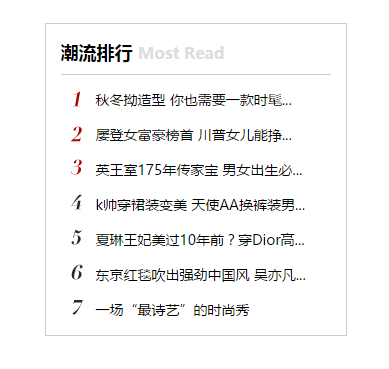 潮流排行 Most Read
1 秋冬拗造型 你也需要一款时髦...
2 屡登女富豪榜首 川普女儿能挣...
3 英王室175年传家宝 男女出生必...
4 k帅穿裙装变美 天使AA换裤装男...
5 夏琳王妃美过10年前？穿Dior高...
6 东京红毯吹出强劲中国风 吴亦凡...
7 一场“最诗艺”的时尚秀